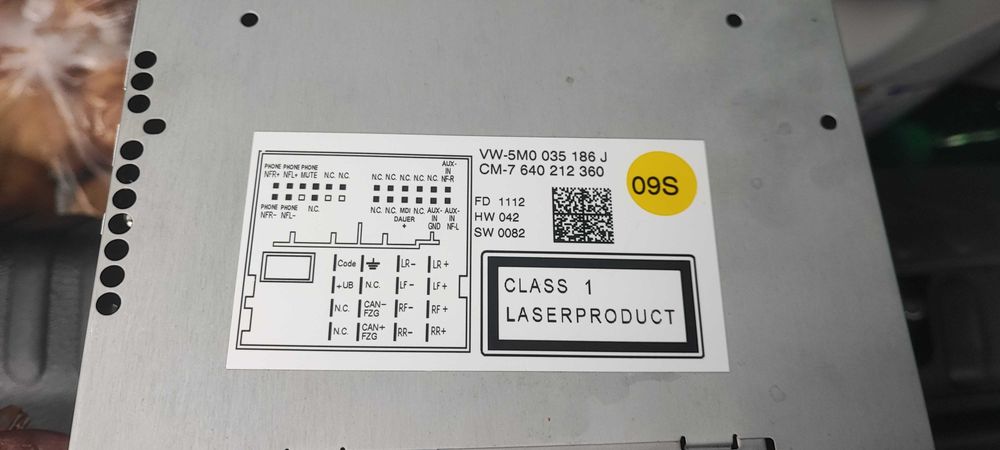 VW-5M0 035 186 J
CM-7 640 212 360
FD 1112
HW 042
SW 0082
09S
CLASS 1
LASERPRODUCT
PHONE PHONE PHONE AUX-
NFR+ NFL+ MUTE N.C. N.C. N.C. N.C. N.C. N.C. N.C. IN
NF-R
PHONE PHONE N.C. N.C. N.C. MDI AUX- AUX-
NFR- NFL- DAUER IN IN
+ GND NF-L
Code LR- LR+
+UB N.C. LF- LF+
N.C. CAN- RF- RF+
FZG
N.C. CAN+ RR- RR+
FZG